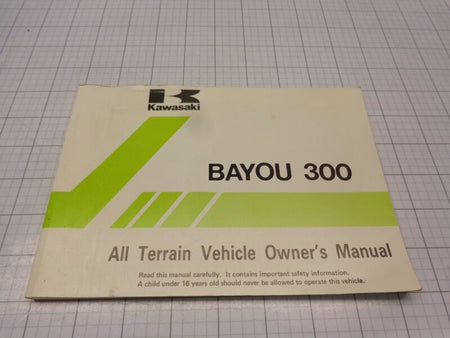 Kawasaki
BAYOU 300
All Terrain Vehicle Owner's Manual
Read this manual carefully. It contains important safety information.
A child under 16 years old should never be allowed to operate this vehicle.